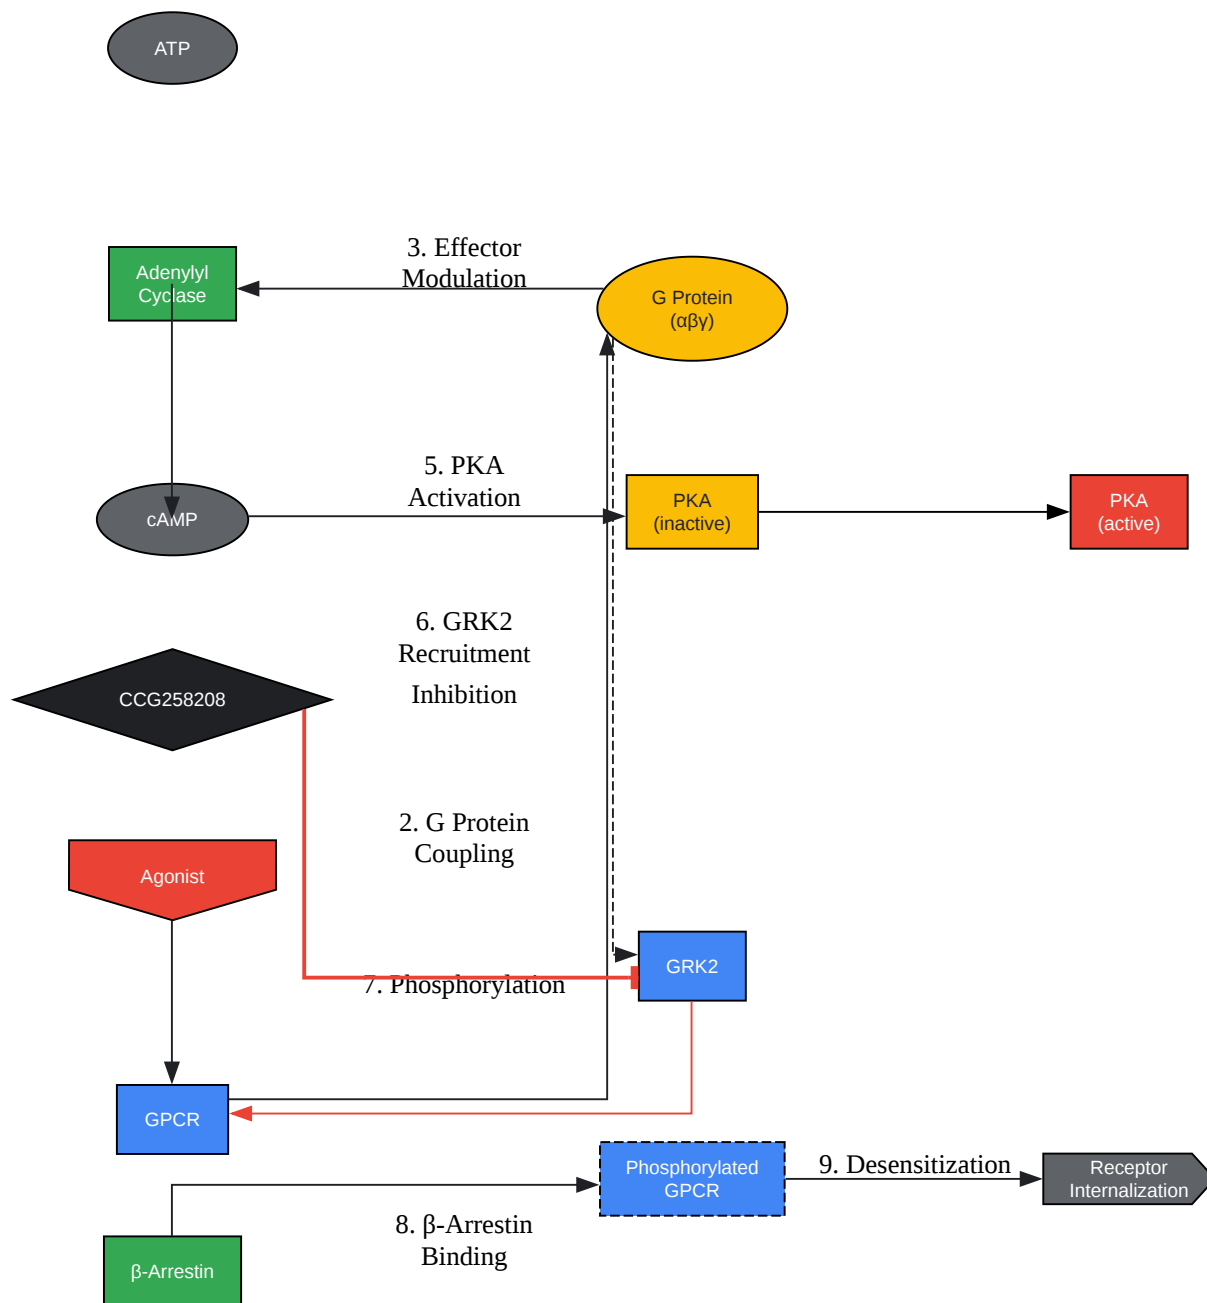 ATP
3. Effector
Modulation
Adenylyl
Cyclase
G Protein
(αβγ)
5. PKA
Activation
cAMP
PKA
(inactive)
PKA
(active)
6. GRK2
Recruitment
Inhibition
CCG258208
2. G Protein
Coupling
Agonist
GRK2
7. Phosphorylation
GPCR
Phosphorylated
GPCR
9. Desensitization
Receptor
Internalization
8. β-Arrestin
Binding
β-Arrestin